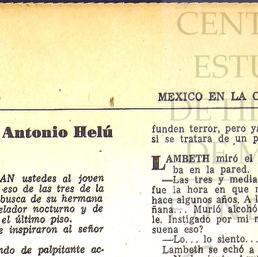 CENT
ESTU
DE H
DE M
MEXICO EN LA C
Antonio Helú
AN ustedes al joven
eso de las tres de la
busca de su hermana
elador nocturno y de
el último piso.
e inspiraron al señor
ndo de palpitante ac-
funden terror, pero ya
si se tratara de un p
LAMBETH miró el
ba en la pared.
—Las tres y media
fue la hora en que m
hace algunos años. A l
ñana... Murió alcohó
le. Instigado por mi
suena eso?
—Lo... lo siento...
Lambeth se echó a